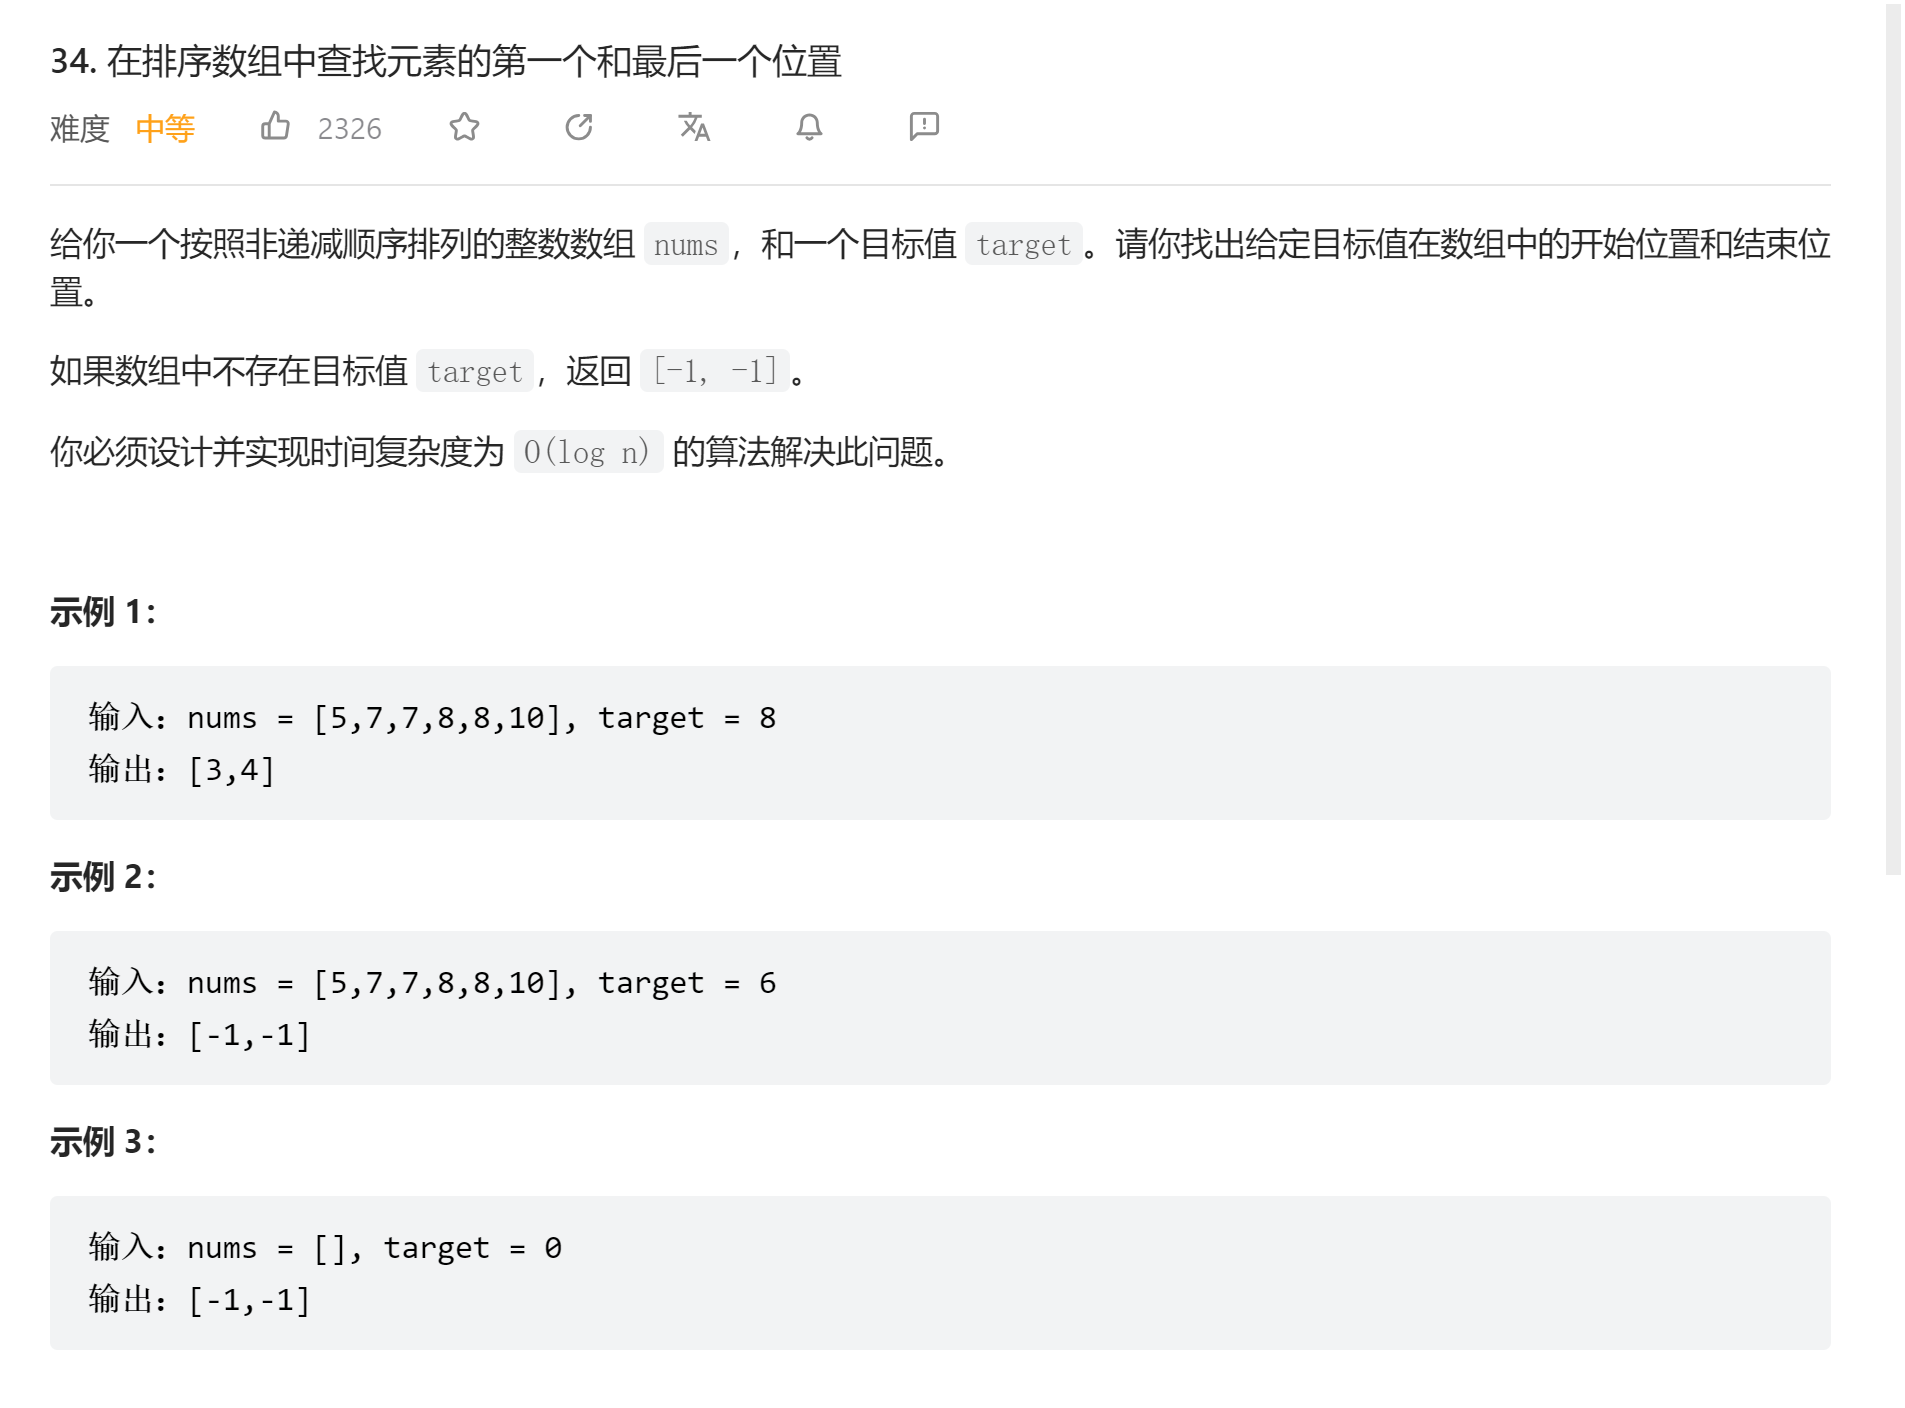 34. 在排序数组中查找元素的第一个和最后一个位置
难度 中等 2326
给你一个按照非递减顺序排列的整数数组 nums，和一个目标值 target。请你找出给定目标值在数组中的开始位置和结束位
置。
如果数组中不存在目标值 target，返回 [-1, -1]。
你必须设计并实现时间复杂度为 O(log n) 的算法解决此问题。
示例 1：
输入：nums = [5,7,7,8,8,10], target = 8
输出：[3,4]
示例 2：
输入：nums = [5,7,7,8,8,10], target = 6
输出：[-1,-1]
示例 3：
输入：nums = [], target = 0
输出：[-1,-1]